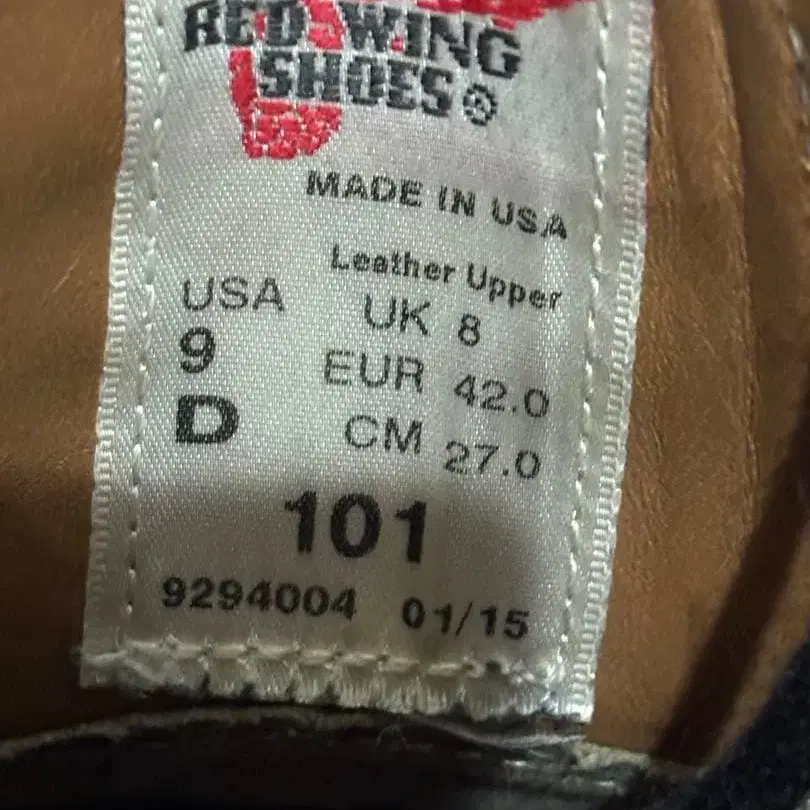 RED WING
SHOES®
MADE IN USA
Leather Upper
USA UK 8
9 EUR 42.0
D CM 27.0
101
9294004 01/15